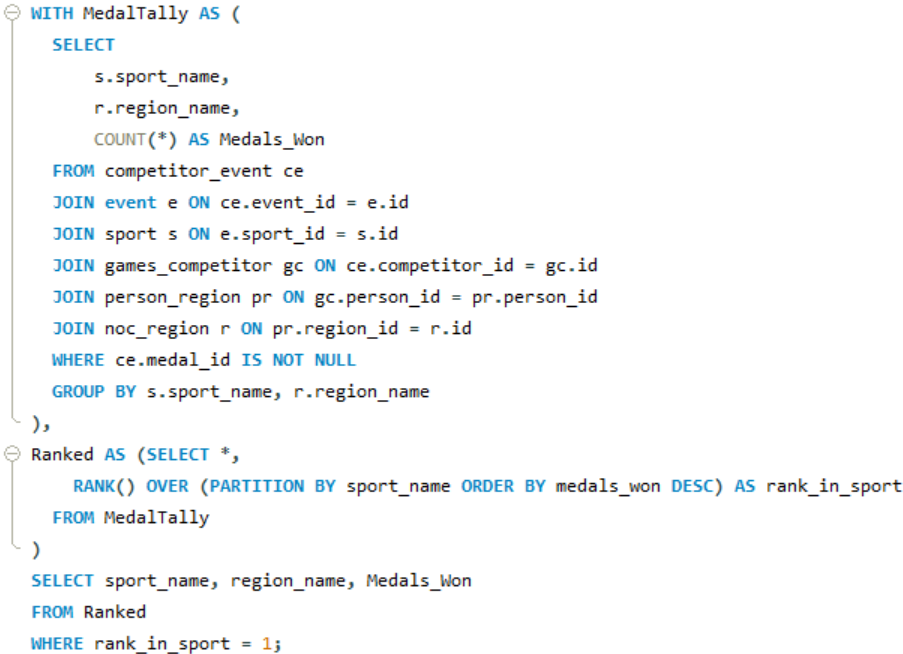 WITH MedalTally AS (
SELECT
s.sport_name,
r.region_name,
COUNT(*) AS Medals_Won
FROM competitor_event ce
JOIN event e ON ce.event_id = e.id
JOIN sport s ON e.sport_id = s.id
JOIN games_competitor gc ON ce.competitor_id = gc.id
JOIN person_region pr ON gc.person_id = pr.person_id
JOIN noc_region r ON pr.region_id = r.id
WHERE ce.medal_id IS NOT NULL
GROUP BY s.sport_name, r.region_name
),
Ranked AS (SELECT *,
RANK() OVER (PARTITION BY sport_name ORDER BY medals_won DESC) AS rank_in_sport
FROM MedalTally
)
SELECT sport_name, region_name, Medals_Won
FROM Ranked
WHERE rank_in_sport = 1;